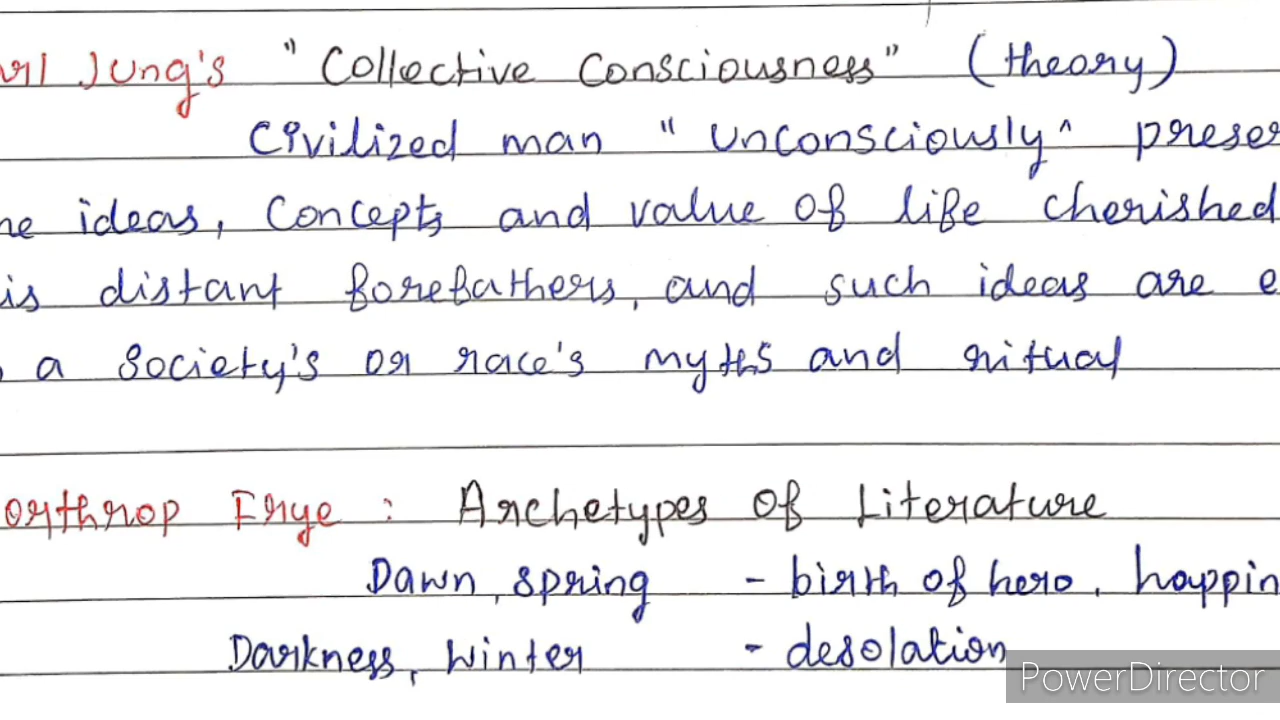 Jung's " Collective Consciousness " (theory)
Civilized man " unconsciously "
ideas, Concepts and value of life cherished
distant forefathers, and such ideas are
a society's or race's myths and ritual
Frye : Archetypes of Literature
Dawn, spring - birth of hero,
Darkness, Winter - desolation
PowerDirector